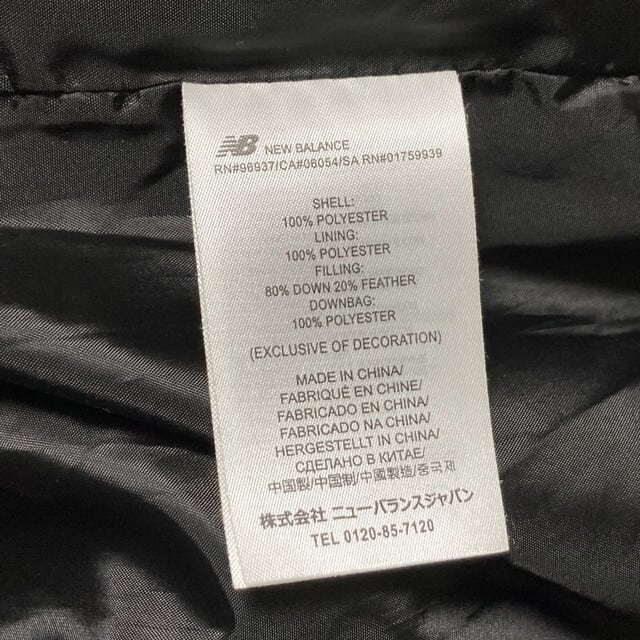 NB NEW BALANCE
RN#96937/CA#06054/SA RN#01759939
SHELL:
100% POLYESTER
LINING:
100% POLYESTER
FILLING:
80% DOWN 20% FEATHER
DOWNBAG:
100% POLYESTER
(EXCLUSIVE OF DECORATION)
MADE IN CHINA/
FABRIQUÉ EN CHINE/
FABRICADO EN CHINA/
FABRICADO NA CHINA/
HERGESTELLT IN CHINA/
СДЕЛАНО В КИТАЕ/
中国製/中国制/中國製造/중국제
株式会社 ニューバランスジャパン
TEL 0120-85-7120